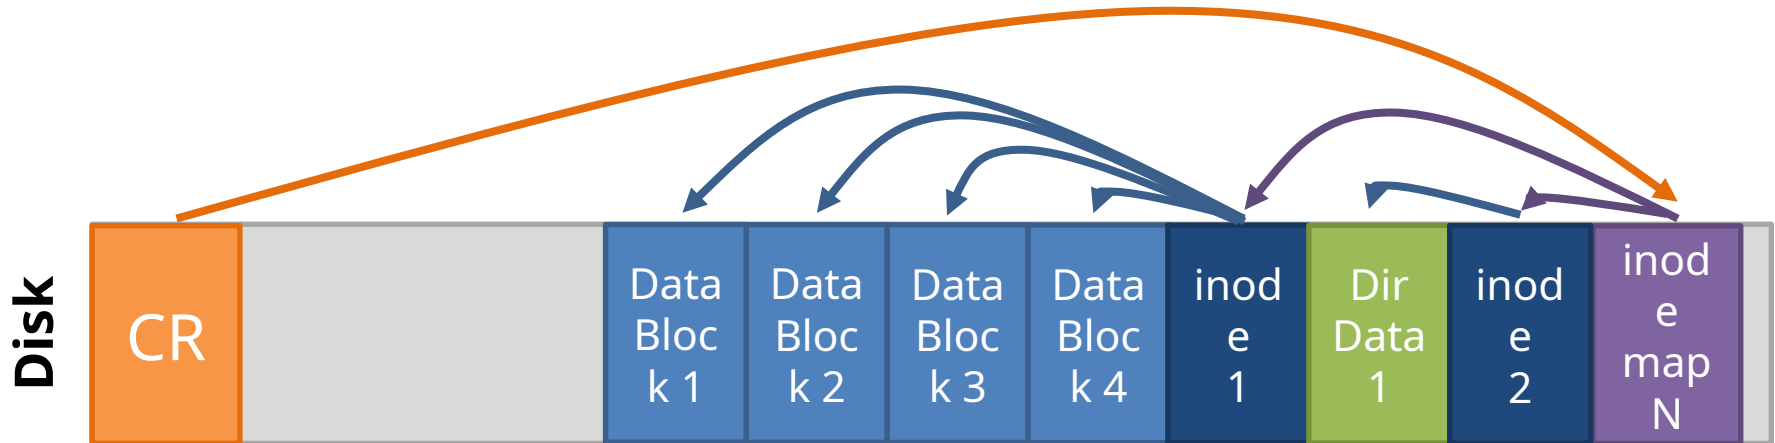 Disk
CR
Data
Bloc
k 1
Data
Bloc
k 2
Data
Bloc
k 3
Data
Bloc
k 4
inod
e
1
Dir
Data
1
inod
e
2
inod
e
map
N